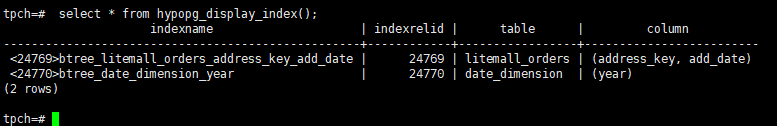 tpch=#  select * from hypopg_display_index();
                    indexname                     | indexrelid |      table      |         column
--------------------------------------------------+------------+-----------------+------------------------
 <24769>btree_litemall_orders_address_key_add_date |      24769 | litemall_orders | (address_key, add_date)
 <24770>btree_date_dimension_year                 |      24770 | date_dimension  | (year)
(2 rows)
tpch=#